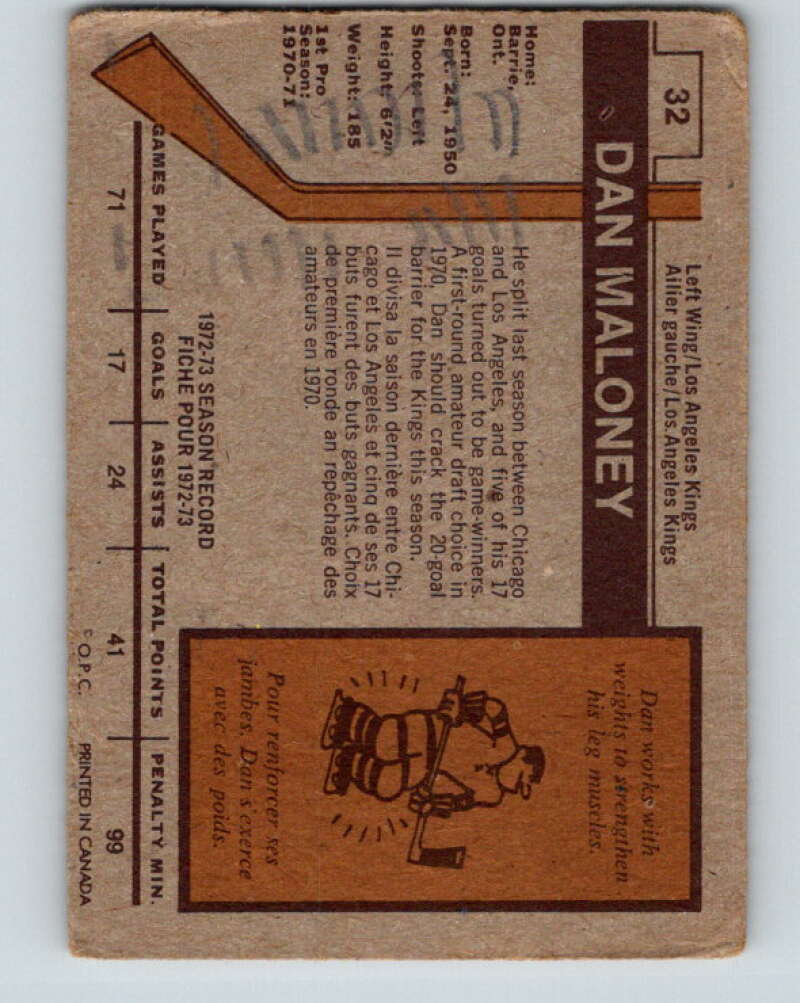 32
Left Wing/Los Angeles Kings
Ailier gauche/Los Angeles Kings
DAN MALONEY
Home:
Barrie,
Ont.
Born:
Sept. 24, 1950
Shoots: Left
Height: 6'2"
Weight: 185
1st Pro
Season:
1970-71
He split last season between Chicago
and Los Angeles, and five of his 17
goals turned out to be game-winners.
A first-round amateur draft choice in
1970, Dan should crack the 20-goal
barrier for the Kings this season.
Il divisa la saison dernière entre Chi-
cago et Los Angeles et cinq de ses 17
buts furent des buts gagnants. Choix
de première ronde an repêchage des
amateurs en 1970.
Dan works with
weights to strengthen
his leg muscles.
Pour renforcer ses
jambes, Dan s'exerce
avec des poids.
1972-73 SEASON RECORD
FICHE POUR 1972-73
GAMES PLAYED GOALS ASSISTS TOTAL POINTS PENALTY MIN.
71 17 24 41 99
© O.P.C. PRINTED IN CANADA